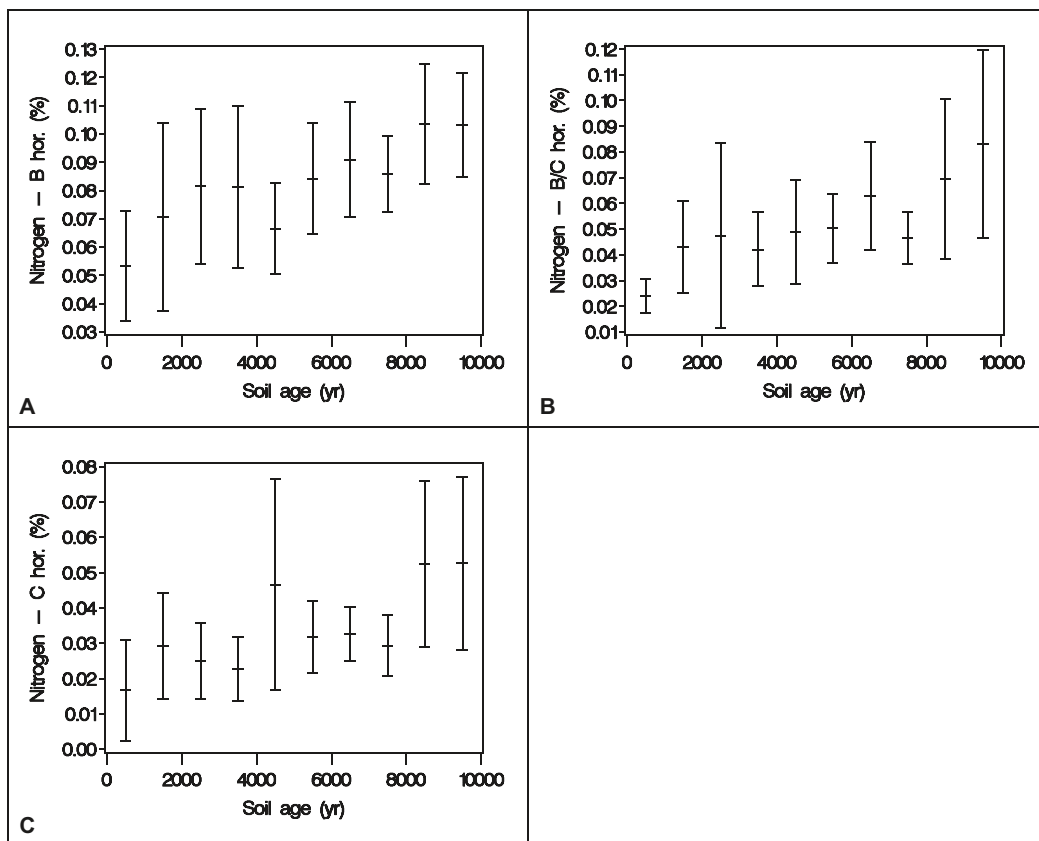 Nitrogen – B hor. (%)
0.13
0.12
0.11
0.10
0.09
0.08
0.07
0.06
0.05
0.04
0.03
0 2000 4000 6000 8000 10000
Soil age (yr)
A
Nitrogen – B/C hor. (%)
0.12
0.11
0.10
0.09
0.08
0.07
0.06
0.05
0.04
0.03
0.02
0.01
0 2000 4000 6000 8000 10000
Soil age (yr)
B
Nitrogen – C hor. (%)
0.08
0.07
0.06
0.05
0.04
0.03
0.02
0.01
0.00
0 2000 4000 6000 8000 10000
Soil age (yr)
C